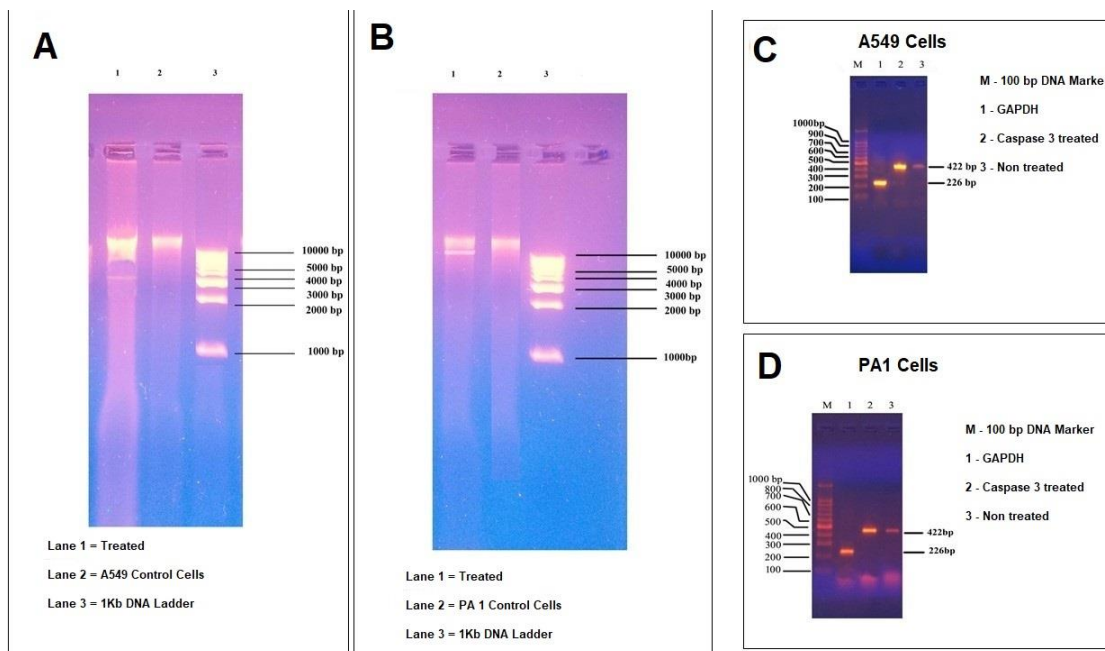 A
1 2 3
10000 bp
5000 bp
4000 bp
3000 bp
2000 bp
1000 bp
Lane 1 = Treated
Lane 2 = A549 Control Cells
Lane 3 = 1Kb DNA Ladder
B
1 2 3
10000 bp
5000 bp
4000 bp
3000 bp
2000 bp
1000bp
Lane 1 = Treated
Lane 2 = PA 1 Control Cells
Lane 3 = 1Kb DNA Ladder
C
A549 Cells
M 1 2 3
1000bp
900
700
600
500
400
300
200
100
422 bp
226 bp
M - 100 bp DNA Marker
1 - GAPDH
2 - Caspase 3 treated
3 - Non treated
D
PA1 Cells
M 1 2 3
1000 bp
800
700
600
500
400
300
200
100
422bp
226bp
M - 100 bp DNA Marker
1 - GAPDH
2 - Caspase 3 treated
3 - Non treated